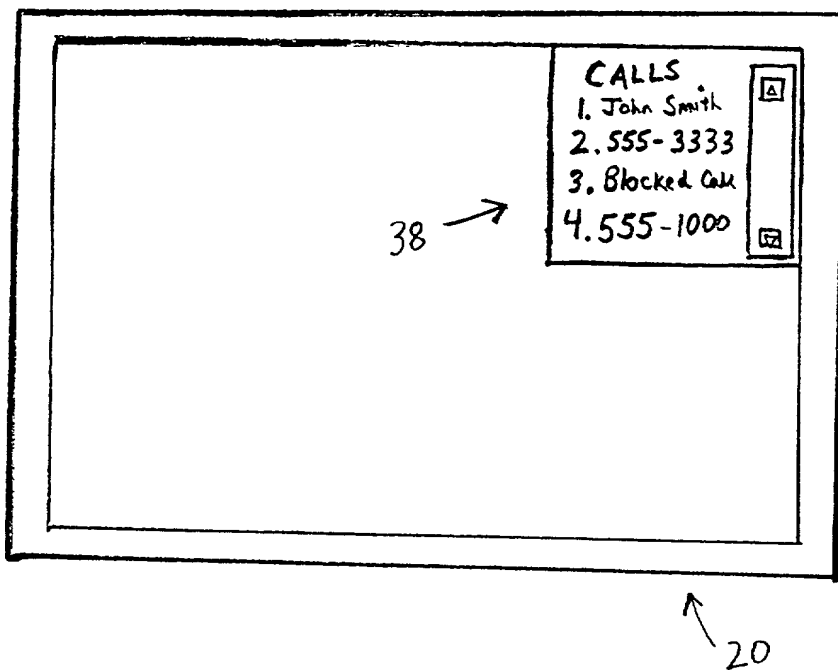 CALLS
1. John Smith
2. 555-3333
3. Blocked Call
4. 555-1000
38
20